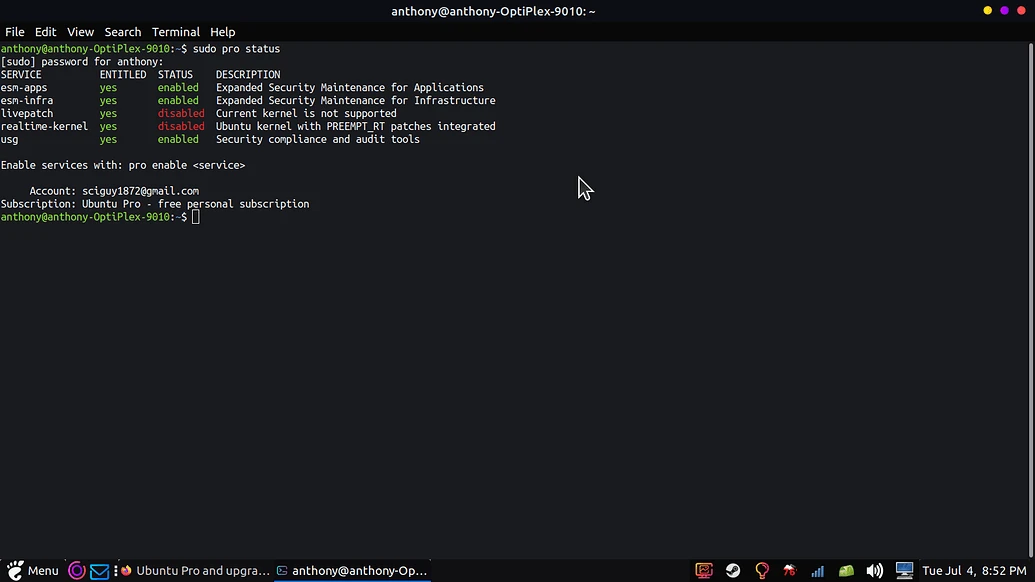 anthony@anthony-OptiPlex-9010: ~
File Edit View Search Terminal Help
anthony@anthony-OptiPlex-9010:~$ sudo pro status
[sudo] password for anthony:
SERVICE ENTITLED STATUS DESCRIPTION
esm-apps yes enabled Expanded Security Maintenance for Applications
esm-infra yes enabled Expanded Security Maintenance for Infrastructure
livepatch yes disabled Current kernel is not supported
realtime-kernel yes disabled Ubuntu kernel with PREEMPT_RT patches integrated
usg yes enabled Security compliance and audit tools
Enable services with: pro enable <service>
Account: sciguy1872@gmail.com
Subscription: Ubuntu Pro - free personal subscription
anthony@anthony-OptiPlex-9010:~$
Menu Ubuntu Pro and upgra... anthony@anthony-Op... Tue Jul 4, 8:52 PM